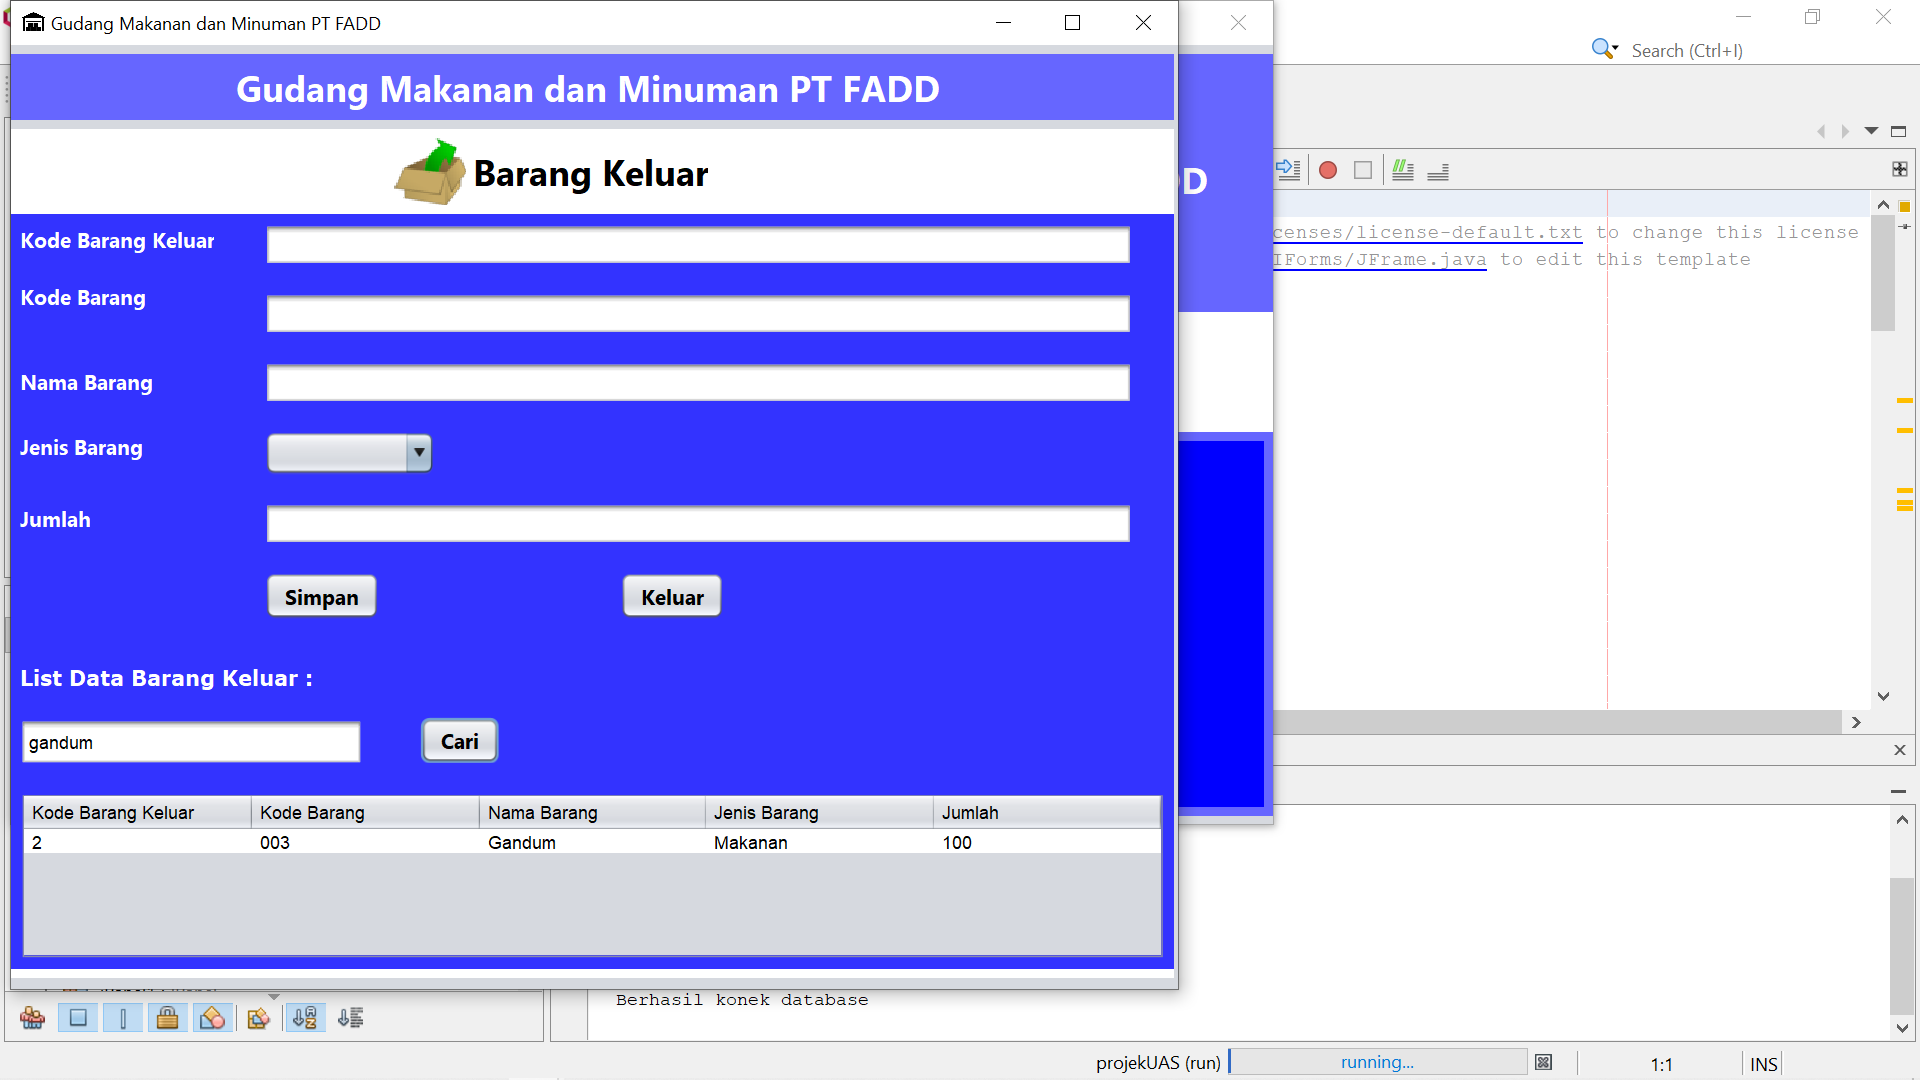 Gudang Makanan dan Minuman PT FADD
Search (Ctrl+I)
Gudang Makanan dan Minuman PT FADD
D
Barang Keluar
Kode Barang Keluar
Kode Barang
Nama Barang
Jenis Barang
Jumlah
Simpan Keluar
List Data Barang Keluar :
gandum Cari
Kode Barang Keluar Kode Barang Nama Barang Jenis Barang Jumlah
2 003 Gandum Makanan 100
censes/license-default.txt to change this license
IForms/JFrame.java to edit this template
Berhasil konek database
projekUAS (run) running... 1:1 INS